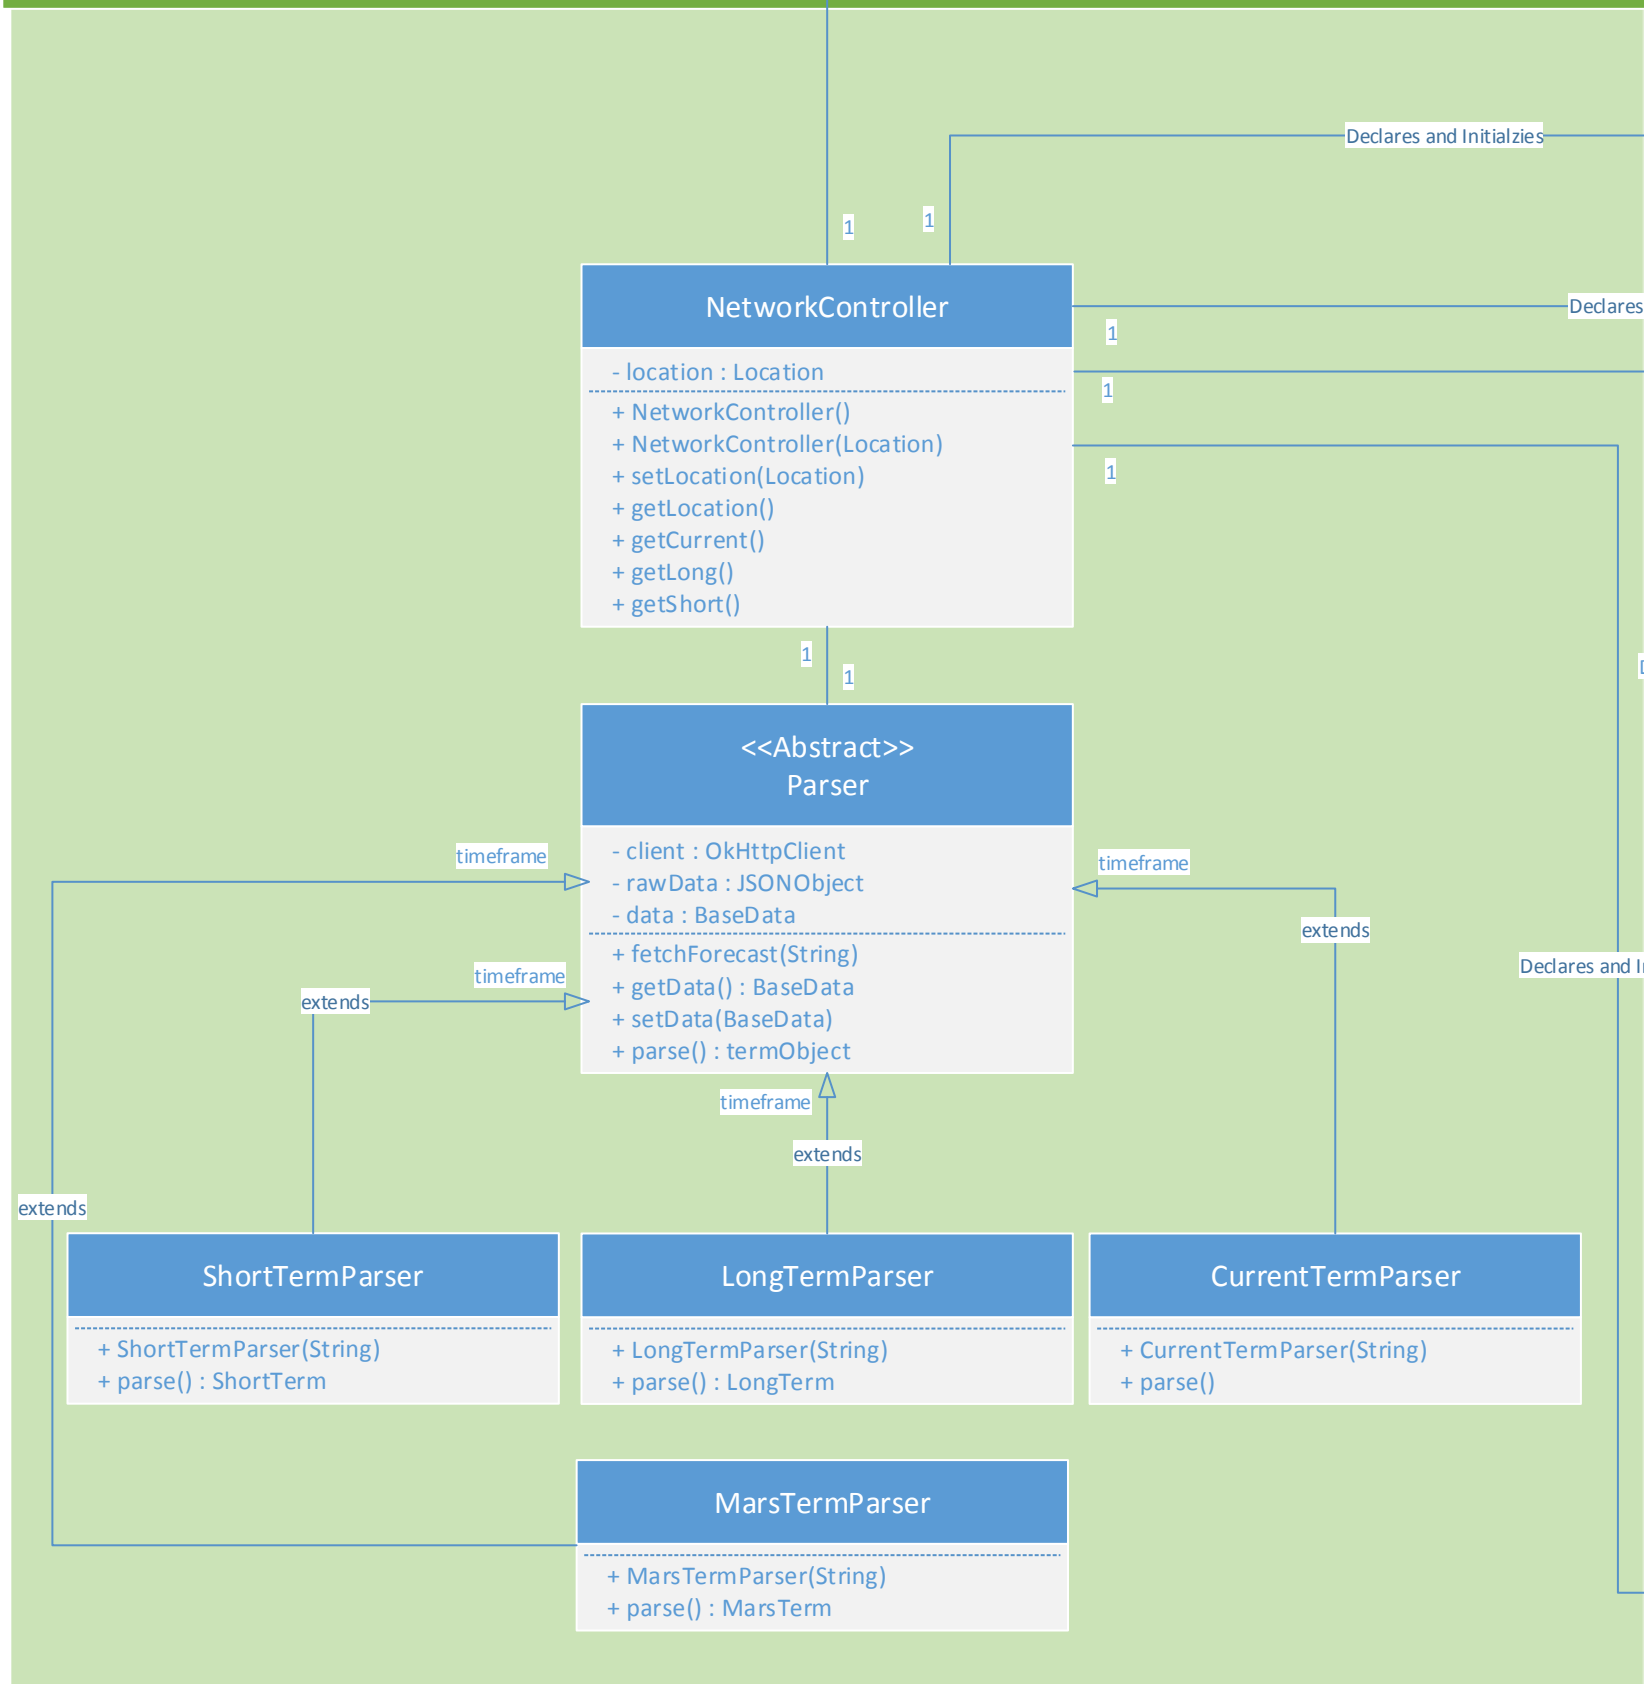 Declares and Initialzies
1
1
NetworkController
Declares
1
- location : Location
1
+ NetworkController()
+ NetworkController(Location)
1
+ setLocation(Location)
+ getLocation()
+ getCurrent()
+ getLong()
+ getShort()
1
1
<<Abstract>>
Parser
timeframe
- client : OkHttpClient
timeframe
- rawData : JSONObject
- data : BaseData
extends
+ fetchForecast(String)
Declares and
timeframe
+ getData() : BaseData
extends
+ setData(BaseData)
+ parse() : termObject
timeframe
extends
extends
ShortTermParser
LongTermParser
CurrentTermParser
+ ShortTermParser(String)
+ parse() : ShortTerm
+ LongTermParser(String)
+ parse() : LongTerm
+ CurrentTermParser(String)
+ parse()
MarsTermParser
+ MarsTermParser(String)
+ parse() : MarsTerm